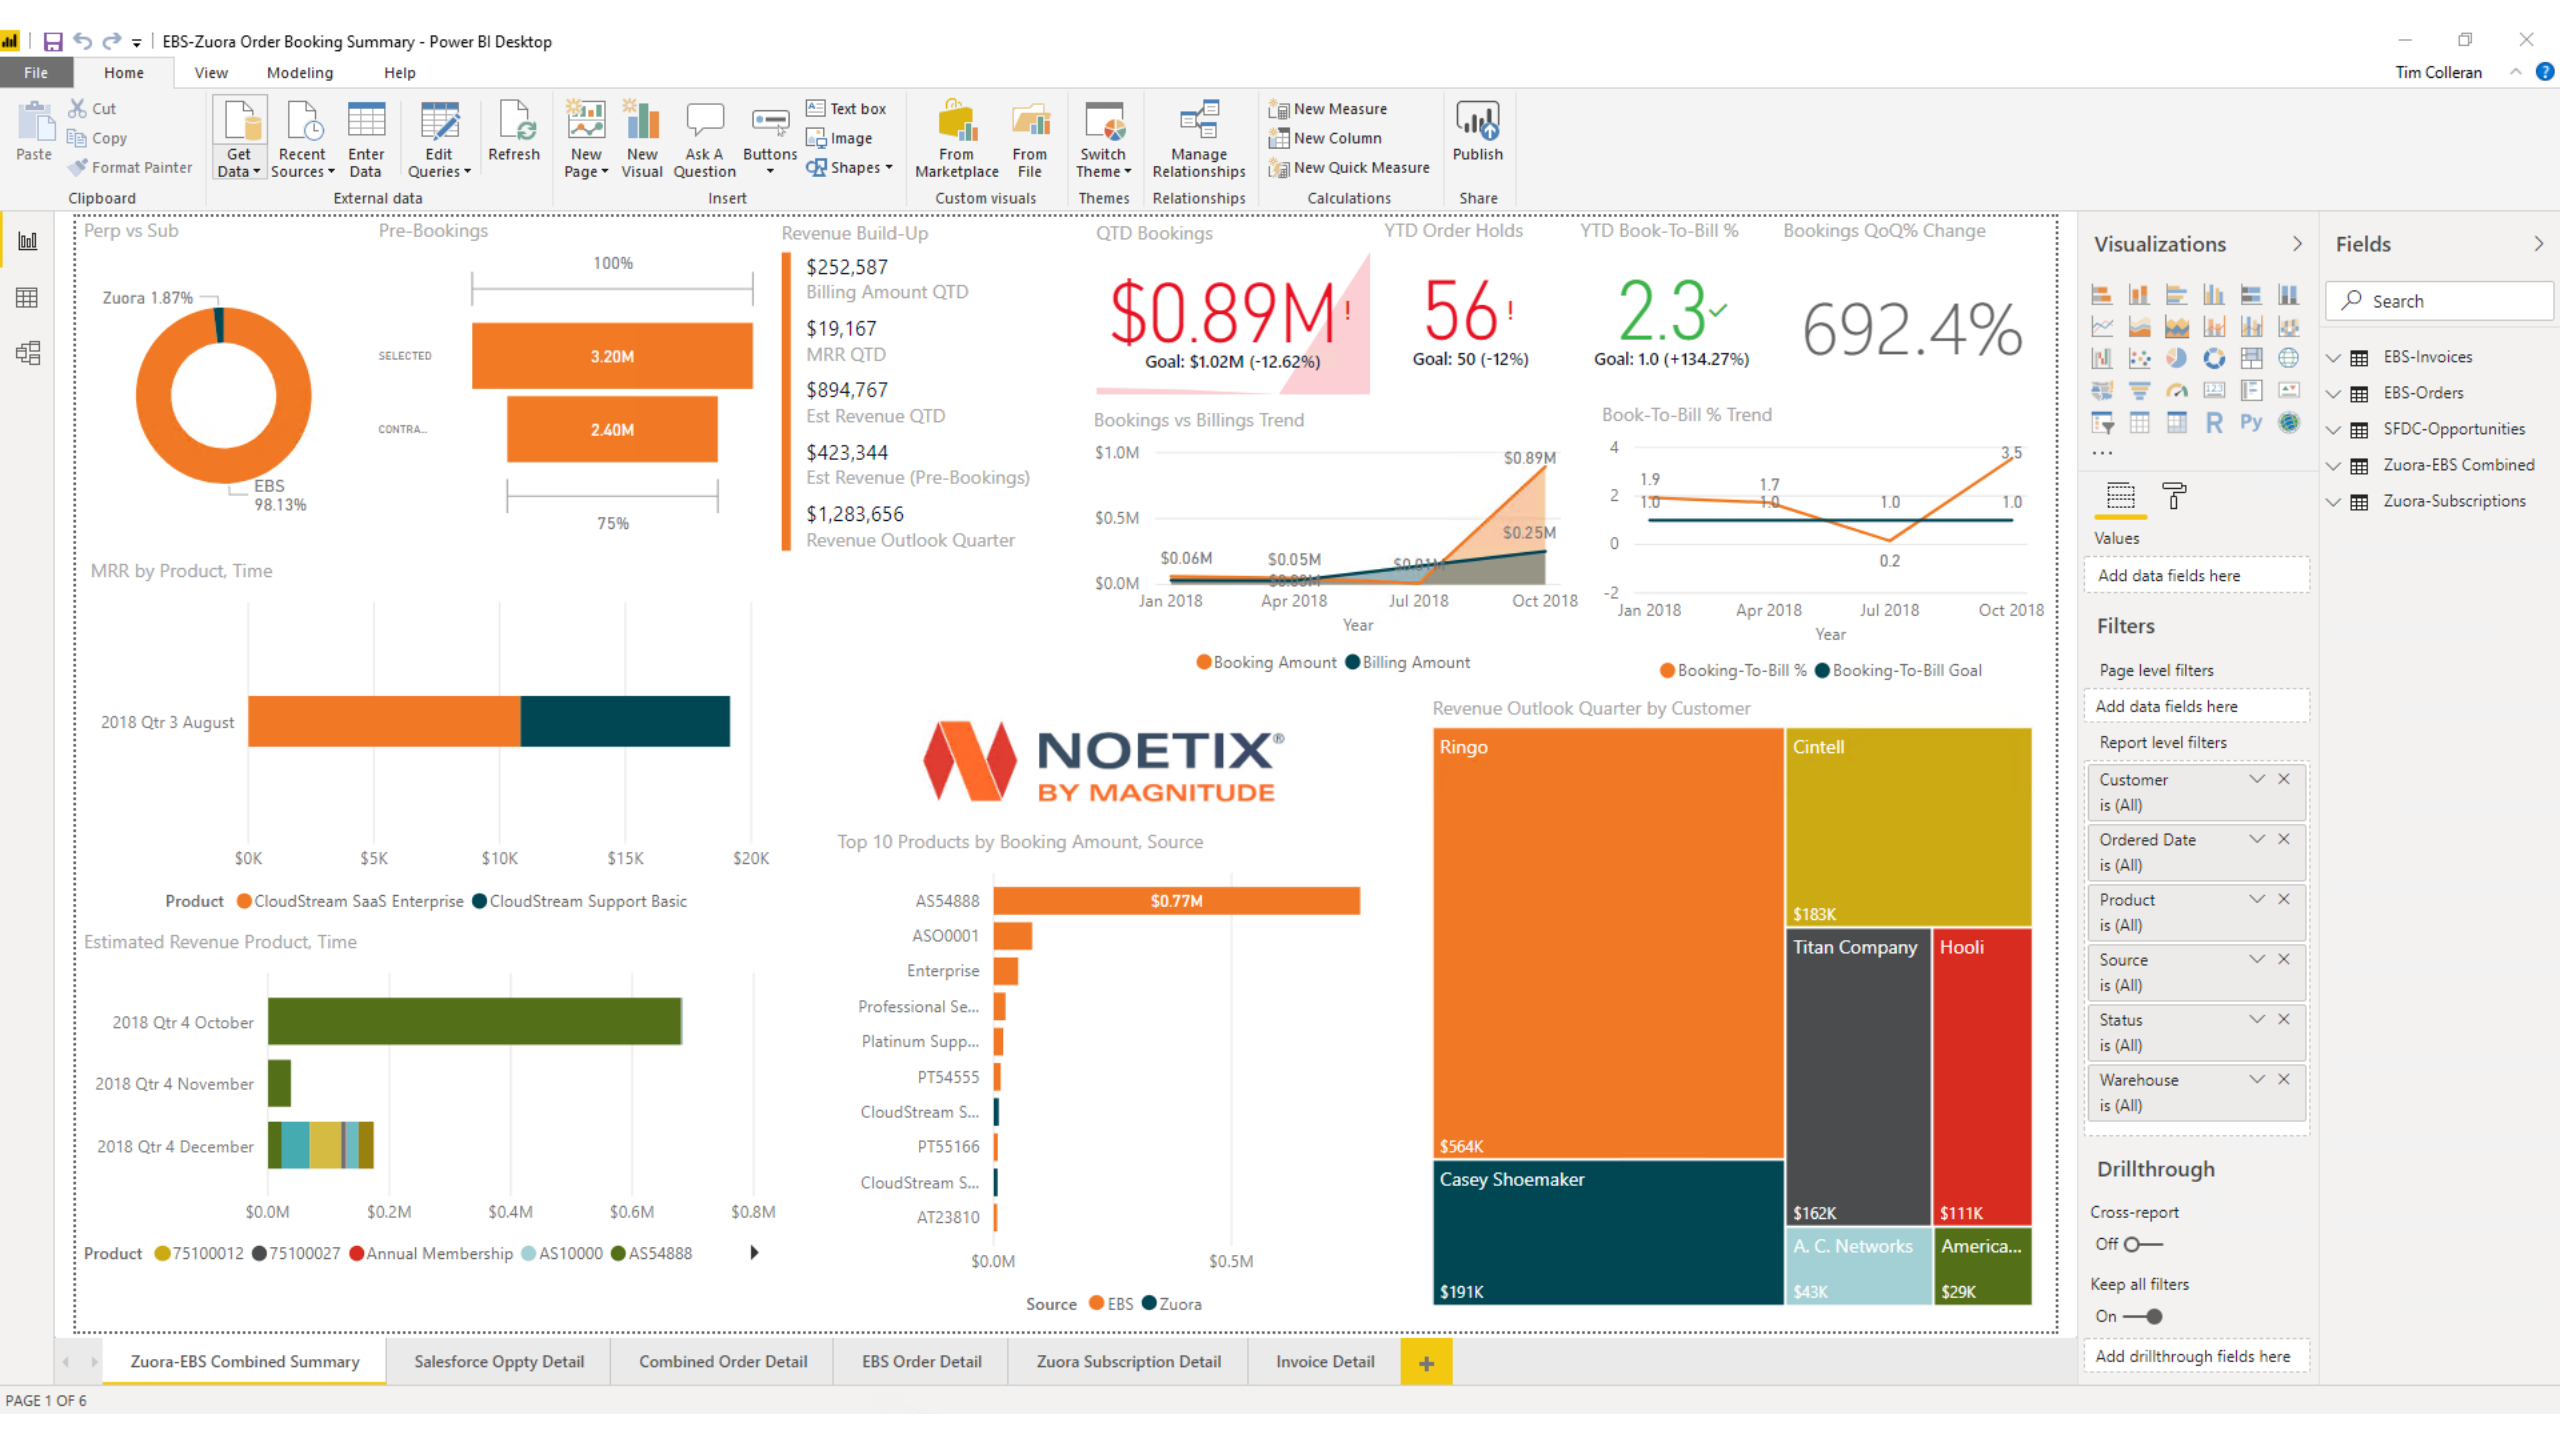 EBS-Zuora Order Booking Summary - Power BI Desktop
File
Home
View
Modeling
Help
Tim Colleran
Paste
Cut
Copy
Format Painter
Clipboard
Get Data
Recent Sources
Enter Data
Edit Queries
Refresh
External data
New Page
New Visual
Ask A Question
Buttons
Text box
Image
Shapes
Insert
From Marketplace
From File
Custom visuals
Switch Theme
Themes
Manage Relationships
Relationships
New Measure
New Column
New Quick Measure
Calculations
Publish
Share
Perp vs Sub
Zuora 1.87%
EBS
98.13%
Pre-Bookings
100%
SELECTED
3.20M
CONTRA...
2.40M
75%
Revenue Build-Up
$252,587
Billing Amount QTD
$19,167
MRR QTD
$894,767
Est Revenue QTD
$423,344
Est Revenue (Pre-Bookings)
$1,283,656
Revenue Outlook Quarter
QTD Bookings
$0.89M!
Goal: $1.02M (-12.62%)
YTD Order Holds
56!
Goal: 50 (-12%)
YTD Book-To-Bill %
2.3
Goal: 1.0 (+134.27%)
Bookings QoQ% Change
692.4%
Bookings vs Billings Trend
$1.0M
$0.5M
$0.0M
$0.06M
$0.05M
$0.01M
$0.89M
$0.25M
Jan 2018
Apr 2018
Jul 2018
Oct 2018
Year
Booking Amount
Billing Amount
Book-To-Bill % Trend
4
2
0
-2
1.9
1.0
1.7
1.0
1.0
0.2
3.5
1.0
Jan 2018
Apr 2018
Jul 2018
Oct 2018
Year
Booking-To-Bill %
Booking-To-Bill Goal
MRR by Product, Time
2018 Qtr 3 August
$0K
$5K
$10K
$15K
$20K
Product
CloudStream SaaS Enterprise
CloudStream Support Basic
NOETIX®
BY MAGNITUDE
Estimated Revenue Product, Time
2018 Qtr 4 October
2018 Qtr 4 November
2018 Qtr 4 December
$0.0M
$0.2M
$0.4M
$0.6M
$0.8M
Product
75100012
75100027
Annual Membership
AS10000
AS54888
Top 10 Products by Booking Amount, Source
AS54888
$0.77M
ASO0001
Enterprise
Professional Se...
Platinum Supp...
PT54555
CloudStream S...
PT55166
CloudStream S...
AT23810
$0.0M
$0.5M
Source
EBS
Zuora
Revenue Outlook Quarter by Customer
Ringo
$564K
Casey Shoemaker
$191K
Cintell
$183K
Titan Company
$162K
Hooli
$111K
A. C. Networks
$43K
America...
$29K
Visualizations
R
Py
...
Values
Add data fields here
Filters
Page level filters
Add data fields here
Report level filters
Customer
is (All)
Ordered Date
is (All)
Product
is (All)
Source
is (All)
Status
is (All)
Warehouse
is (All)
Drillthrough
Cross-report
Off
Keep all filters
On
Add drillthrough fields here
Fields
Search
EBS-Invoices
EBS-Orders
SFDC-Opportunities
Zuora-EBS Combined
Zuora-Subscriptions
Zuora-EBS Combined Summary
Salesforce Oppty Detail
Combined Order Detail
EBS Order Detail
Zuora Subscription Detail
Invoice Detail
+
PAGE 1 OF 6